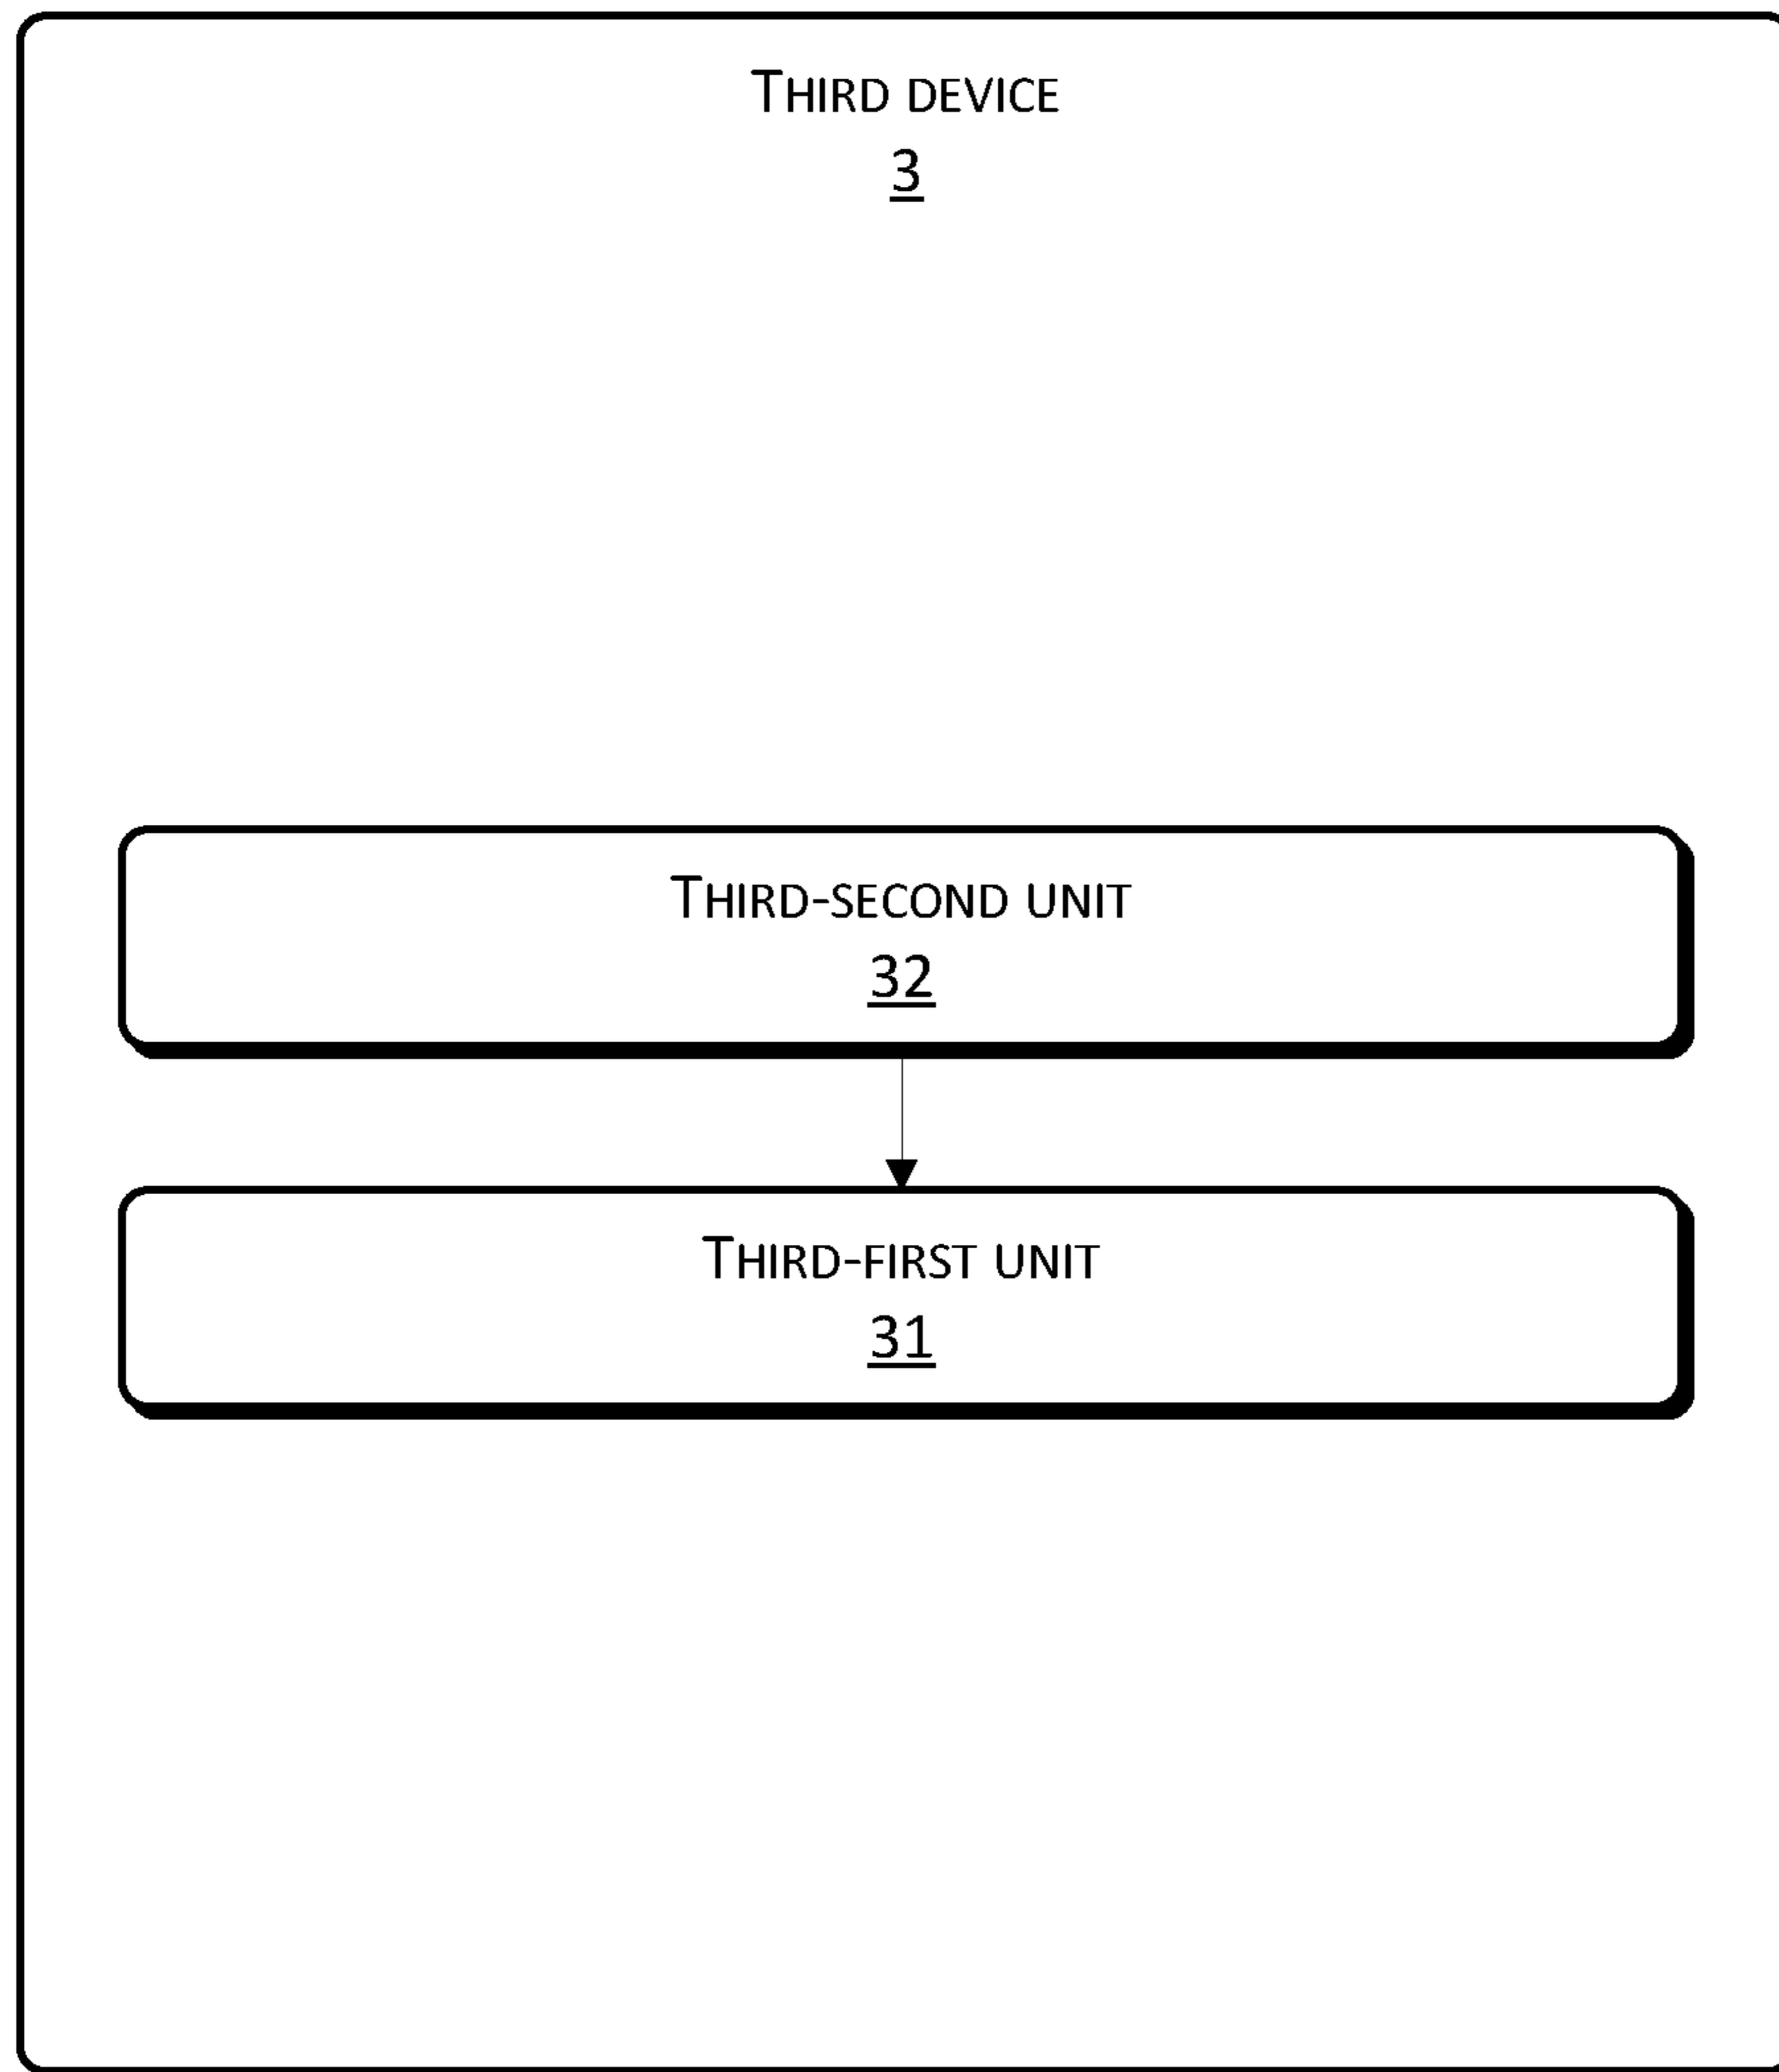 THIRD DEVICE
3
THIRD-SECOND UNIT
32
THIRD-FIRST UNIT
31